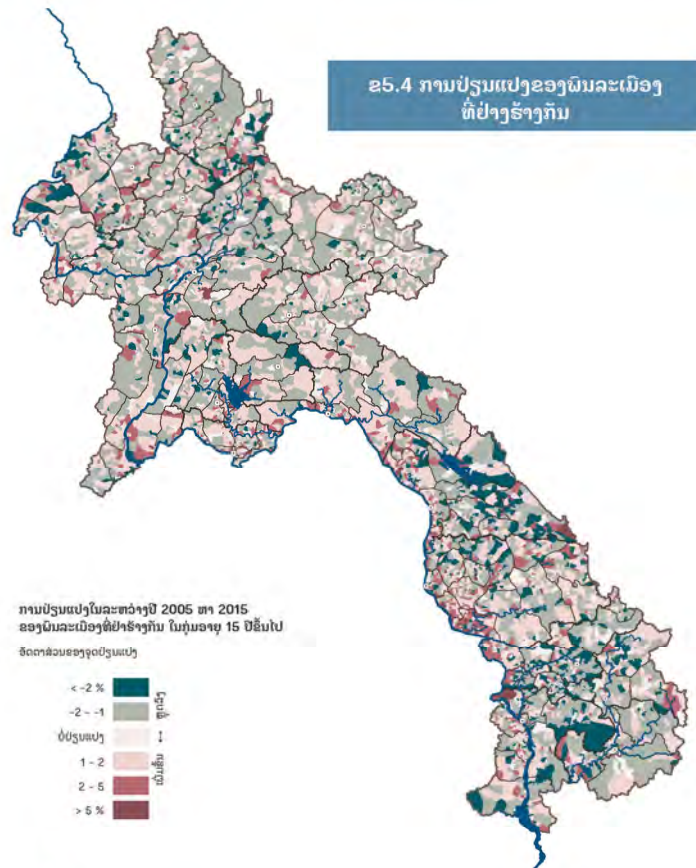 ຂ5.4 ການປ່ຽນແປງຂອງພົນລະເມືອງ
ທີ່ຢ່າງຮ້າງກັນ
ການປ່ຽນແປງໃນລະຫວ່າງປີ 2005 ຫາ 2015
ຂອງພົນລະເມືອງທີ່ຢ່າຮ້າງກັນ ໃນກຸ່ມອາຍຸ 15 ປີຂຶ້ນໄປ
ອັດຕາສ່ວນຂອງຈຸດປ່ຽນແປງ
< -2 %
-2 - -1
ບໍ່ປ່ຽນແປງ
1 - 2
2 - 5
> 5 %
↕
ເພີ່ມຂຶ້ນ